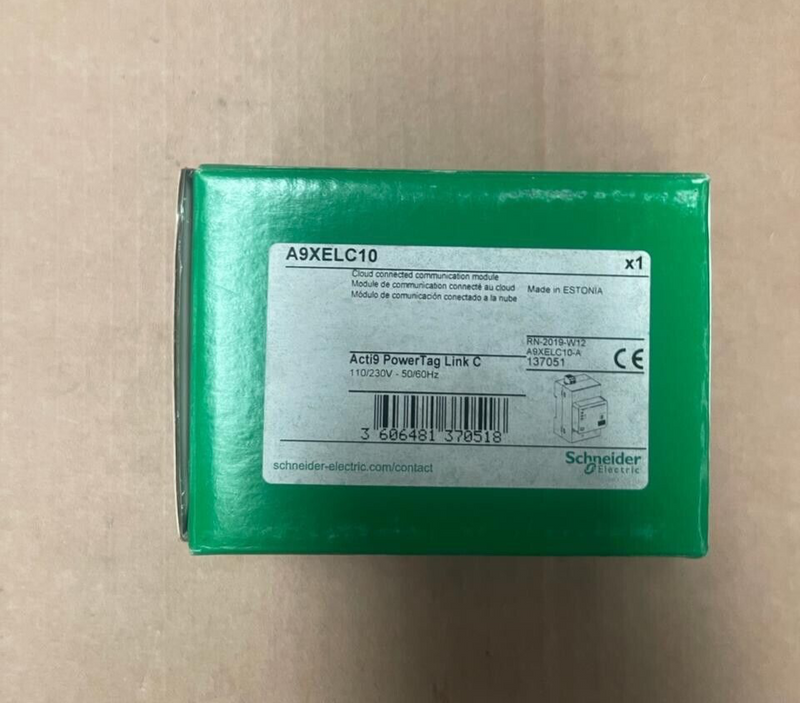 A9XELC10
x1
Cloud connected communication module
Module de communication connecté au cloud
Módulo de comunicación conectado a la nube
Made in ESTONIA
RN-2019-W12
A9XELC10-A
137051
CE
Acti9 PowerTag Link C
110/230V - 50/60Hz
3 606481 370518
schneider-electric.com/contact
Schneider
Electric